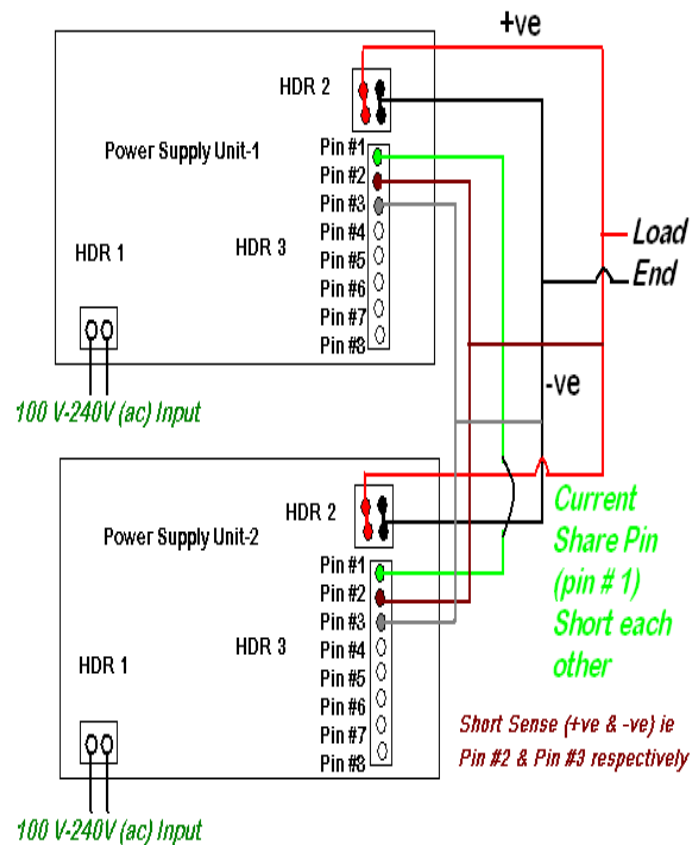 +ve
HDR 2
Power Supply Unit-1
Pin #1
Pin #2
Pin #3
Pin #4
Pin #5
Pin #6
Pin #7
Pin #8
HDR 3
HDR 1
100 V-240V (ac) Input
Load
End
-ve
HDR 2
Power Supply Unit-2
Pin #1
Pin #2
Pin #3
Pin #4
Pin #5
Pin #6
Pin #7
Pin #8
HDR 3
HDR 1
100 V-240V (ac) Input
Current
Share Pin
(pin # 1)
Short each
other
Short Sense (+ve & -ve) ie
Pin #2 & Pin #3 respectively